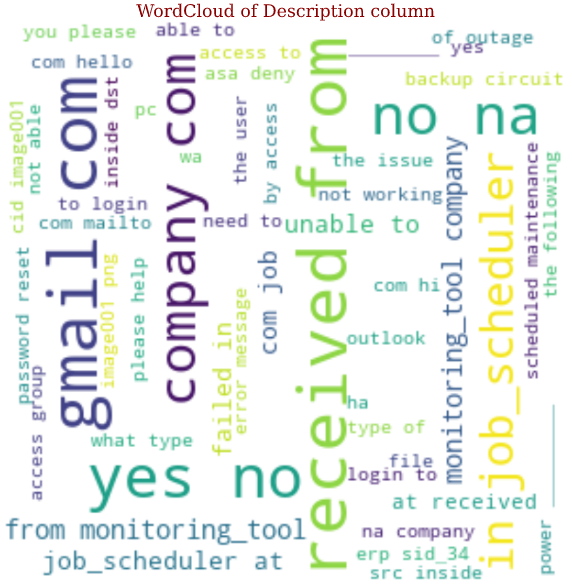 WordCloud of Description column
you please
able to
of outage
yes
com hello
access to
asa deny
backup circuit
gmail com
inside dst
company com
received from
no na
pc
wa
cid image001
not able
the user
by access
the issue
not working
to login
com mailto
need to
unable to
monitoring_tool company
in job_scheduler
scheduled maintenance
the following
password reset
image001 png
please help
com job
com hi
failed in
error message
outlook
access group
ha
type of
what type
file
login to
yes no
at received
from monitoring_tool
na company
job_scheduler at
erp sid_34
src inside
power